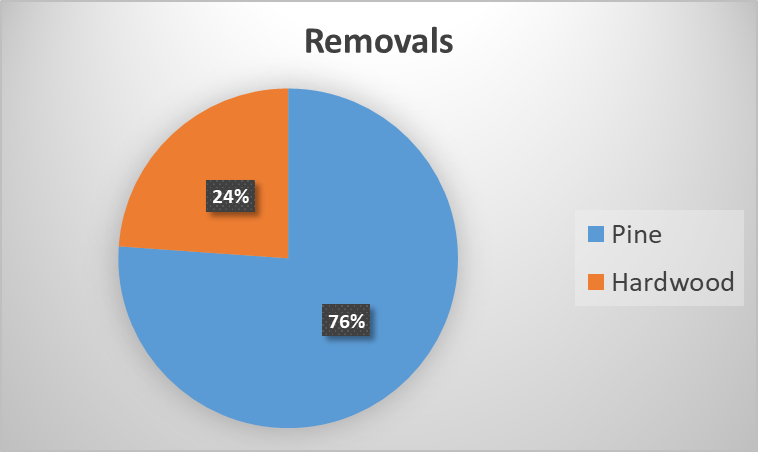 Removals
24%
76%
Pine
Hardwood